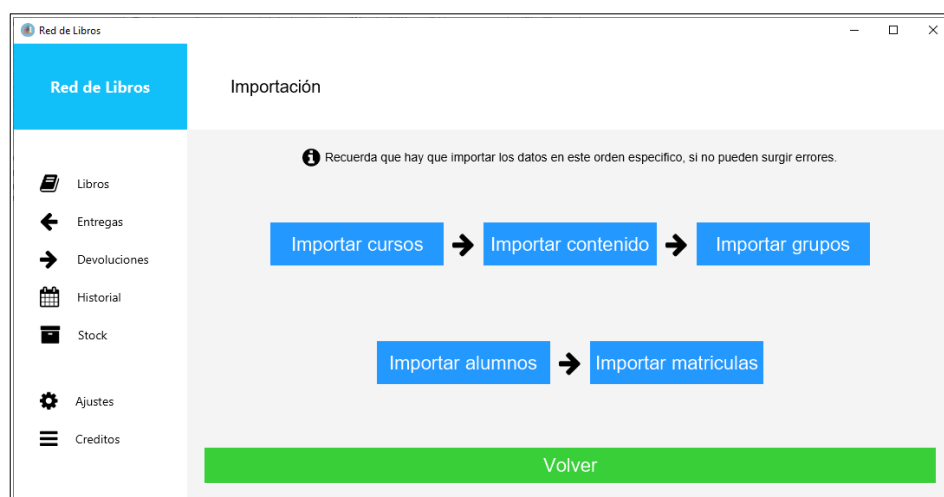 Red de Libros
Red de Libros
Importación
Recuerda que hay que importar los datos en este orden especifico, si no pueden surgir errores.
Libros
Entregas
Devoluciones
Historial
Stock
Ajustes
Creditos
Importar cursos
Importar contenido
Importar grupos
Importar alumnos
Importar matriculas
Volver